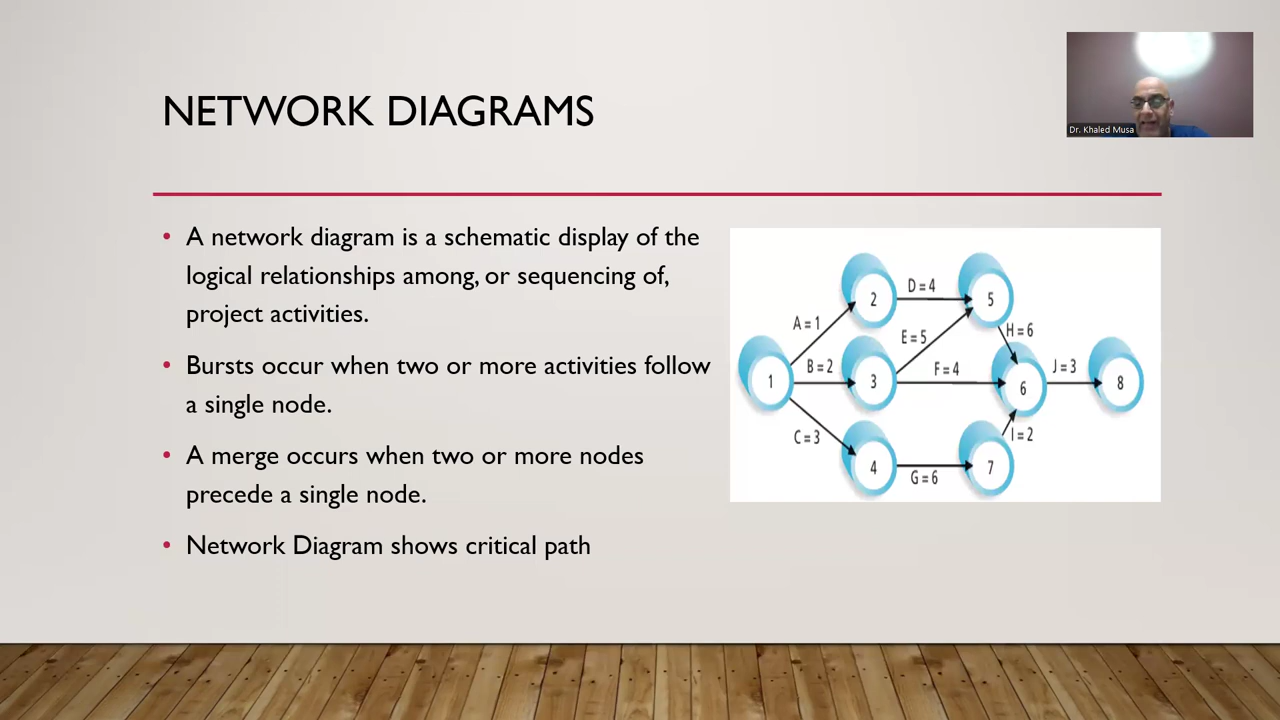 NETWORK DIAGRAMS
Dr. Khaled Musa
• A network diagram is a schematic display of the
logical relationships among, or sequencing of,
project activities.
• Bursts occur when two or more activities follow
a single node.
• A merge occurs when two or more nodes
precede a single node.
• Network Diagram shows critical path
2
D = 4
5
A = 1
E = 5
H = 6
1
B = 2
3
F = 4
6
J = 3
8
C = 3
I = 2
4
G = 6
7